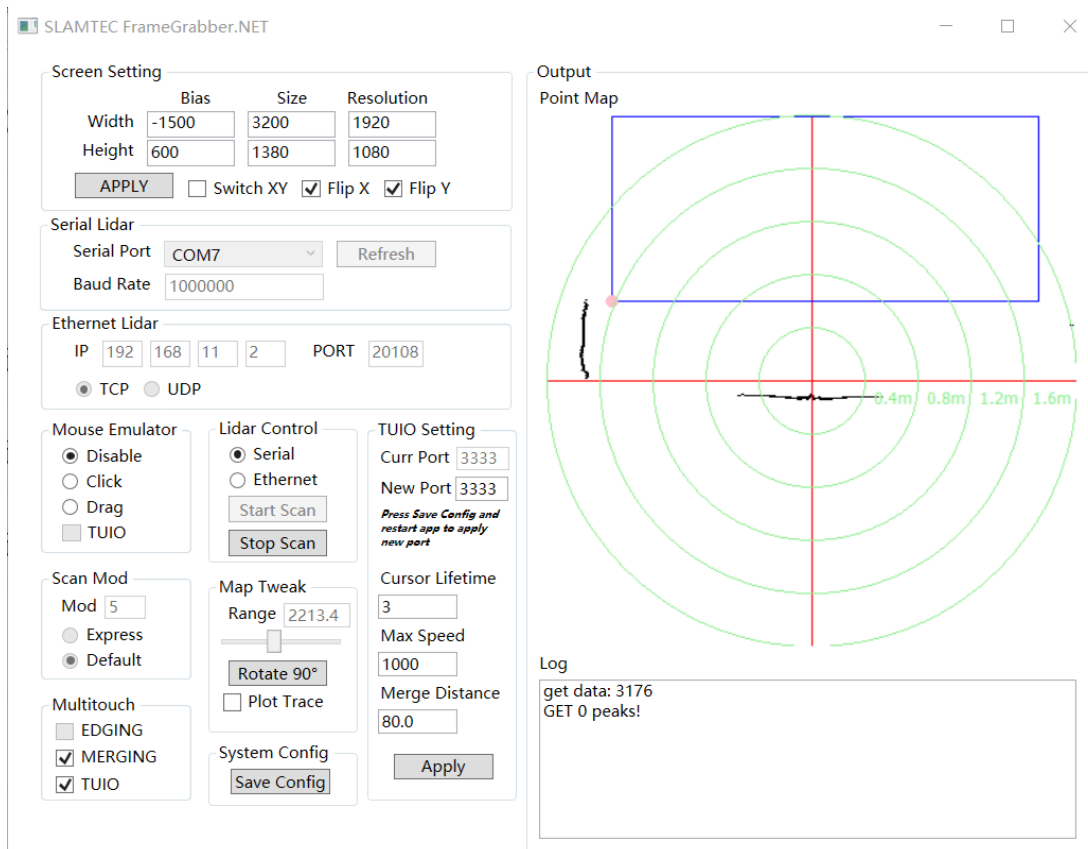 SLAMTEC FrameGrabber.NET
Screen Setting
Bias Size Resolution
Width -1500 3200 1920
Height 600 1380 1080
APPLY Switch XY Flip X Flip Y
Serial Lidar
Serial Port COM7 Refresh
Baud Rate 1000000
Ethernet Lidar
IP 192 168 11 2 PORT 20108
TCP UDP
Mouse Emulator
Disable
Click
Drag
TUIO
Lidar Control
Serial
Ethernet
Start Scan
Stop Scan
TUIO Setting
Curr Port 3333
New Port 3333
Press Save Config and
restart app to apply
new port
Cursor Lifetime
3
Max Speed
1000
Merge Distance
80.0
Apply
Scan Mod
Mod 5
Express
Default
Map Tweak
Range 2213.4
Rotate 90°
Plot Trace
Multitouch
EDGING
MERGING
TUIO
System Config
Save Config
Output
Point Map
0.4m 0.8m 1.2m 1.6m
Log
get data: 3176
GET 0 peaks!